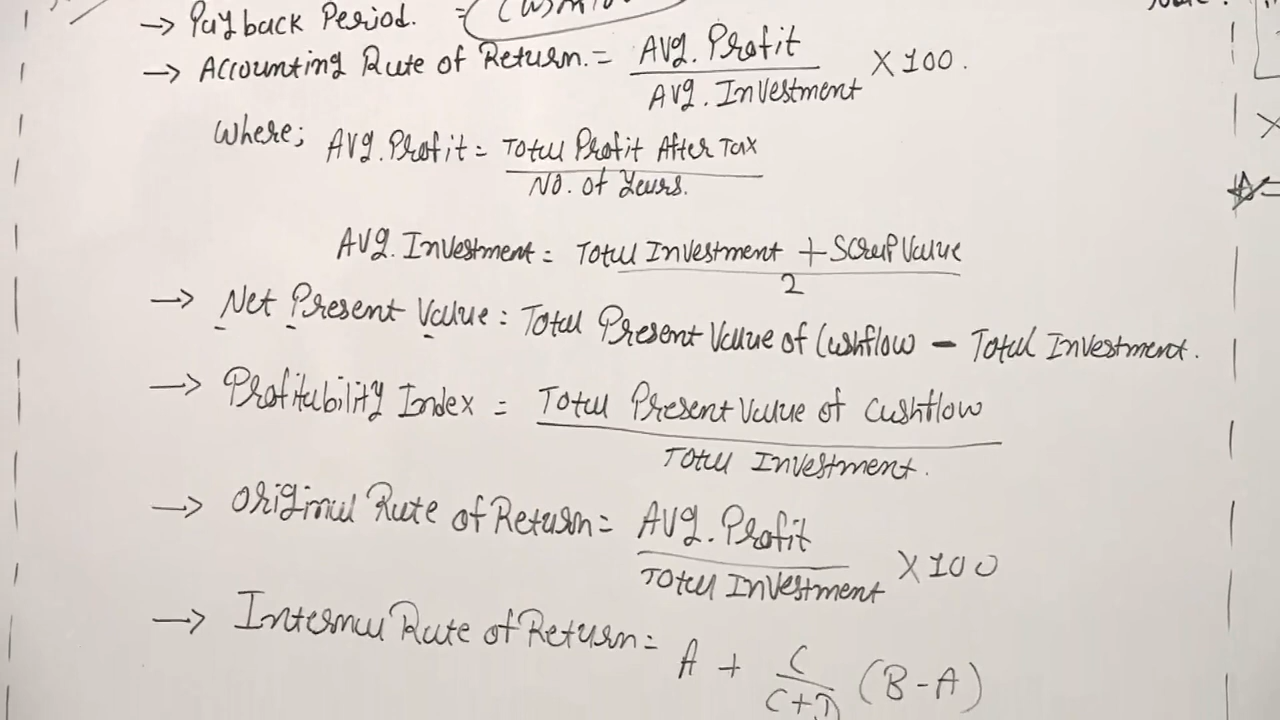 → Payback Period. =
→ Accounting Rate of Return. = Avg. Profit / Avg. Investment X 100.
Where; Avg. Profit = Total Profit After Tax / No. of Years.
Avg. Investment = Total Investment + Scrap Value / 2
→ Net Present Value = Total Present Value of Cashflow - Total Investment.
→ Profitability Index = Total Present Value of Cashflow / Total Investment.
→ Original Rate of Return = Avg. Profit / Total Investment X 100
→ Internal Rate of Return = A + C / C+D (B-A)